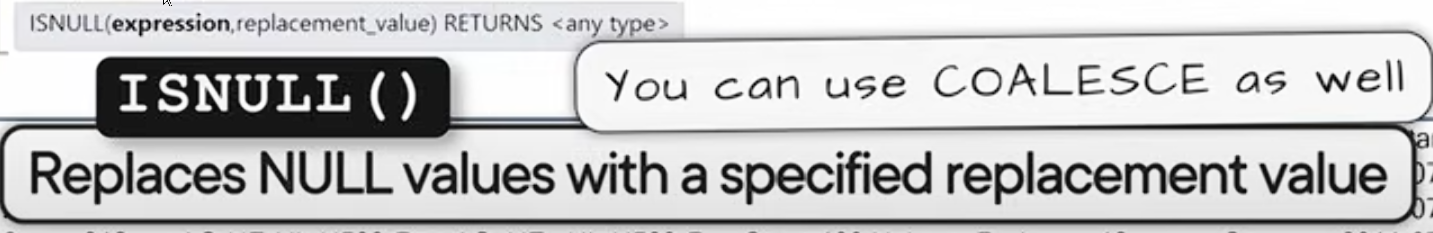 ISNULL(expression,replacement_value) RETURNS <any type>
ISNULL()
You can use COALESCE as well
Replaces NULL values with a specified replacement value